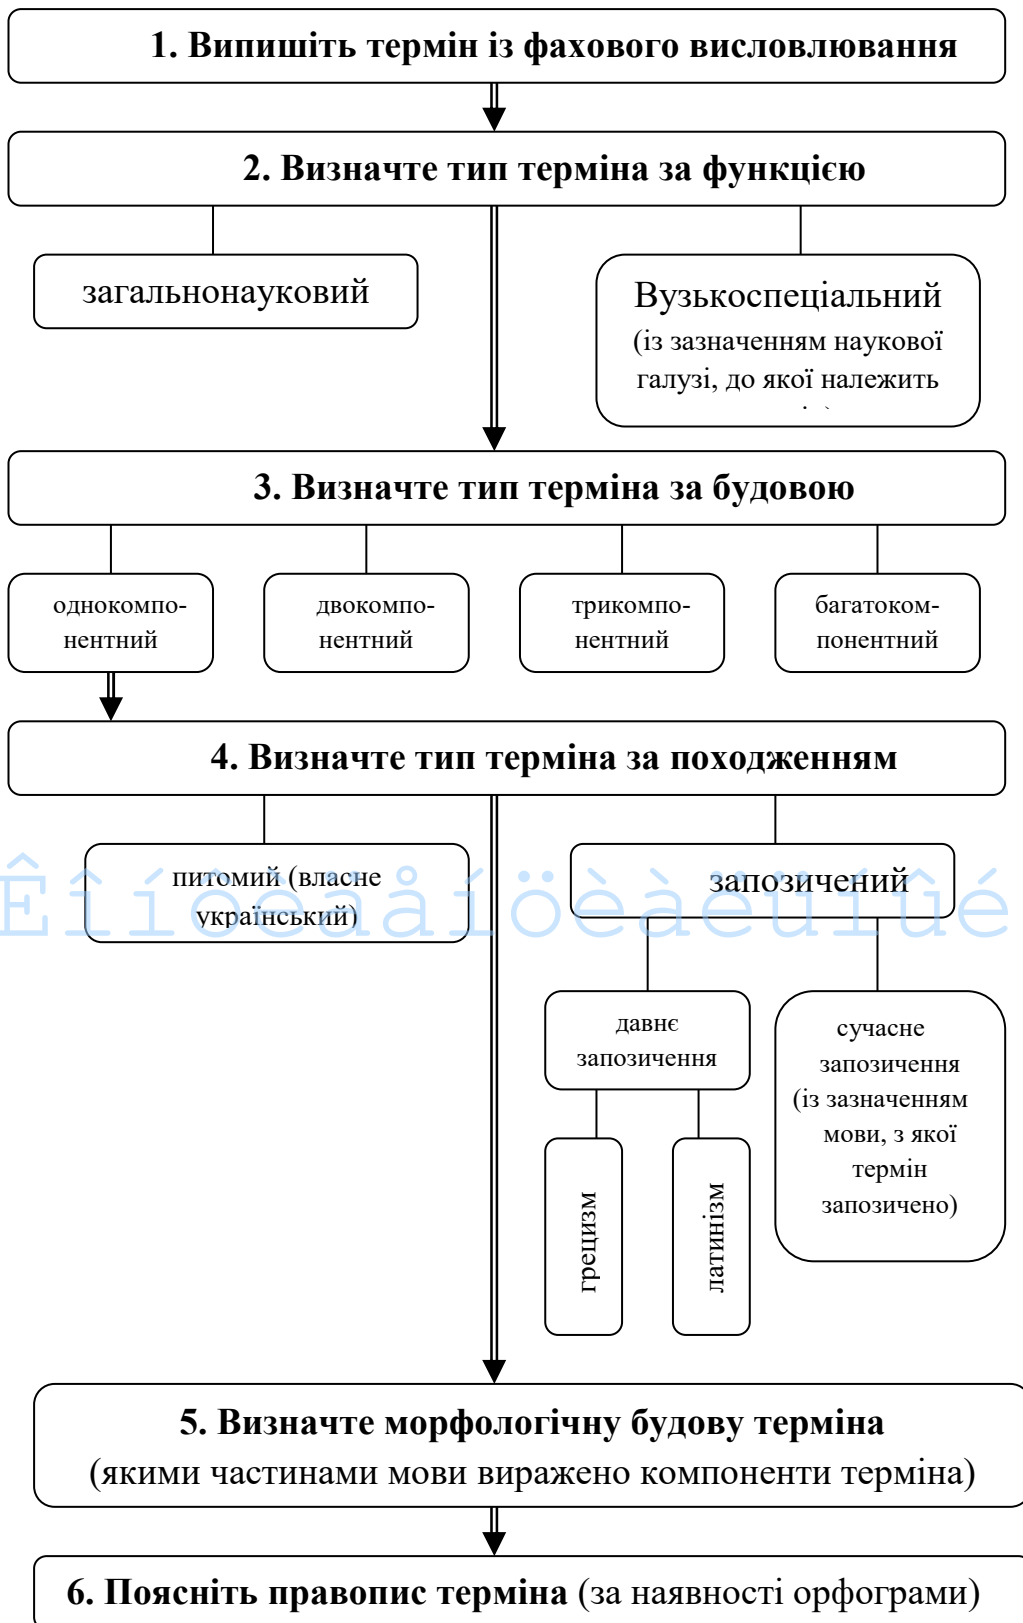 1. Випишіть термін із фахового висловлювання
2. Визначте тип терміна за функцією
загальнонауковий
Вузькоспеціальний
(із зазначенням наукової
галузі, до якої належить
3. Визначте тип терміна за будовою
однокомпо-
нентний
двокомпо-
нентний
трикомпо-
нентний
багатоком-
понентний
4. Визначте тип терміна за походженням
питомий (власне
український)
запозичений
Êîíôèäåíöèàëüíûé
давнє
запозичення
сучасне
запозичення
(із зазначенням
мови, з якої
термін
запозичено)
грецизм
латинізм
5. Визначте морфологічну будову терміна
(якими частинами мови виражено компоненти терміна)
6. Поясніть правопис терміна (за наявності орфограми)